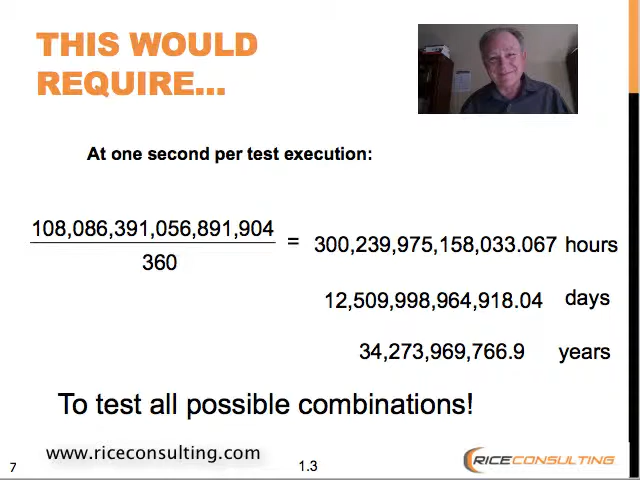 THIS WOULD
REQUIRE...
At one second per test execution:
108,086,391,056,891,904
360
=
300,239,975,158,033.067 hours
12,509,998,964,918.04 days
34,273,969,766.9 years
To test all possible combinations!
www.riceconsulting.com
7
1.3
RICECONSULTING